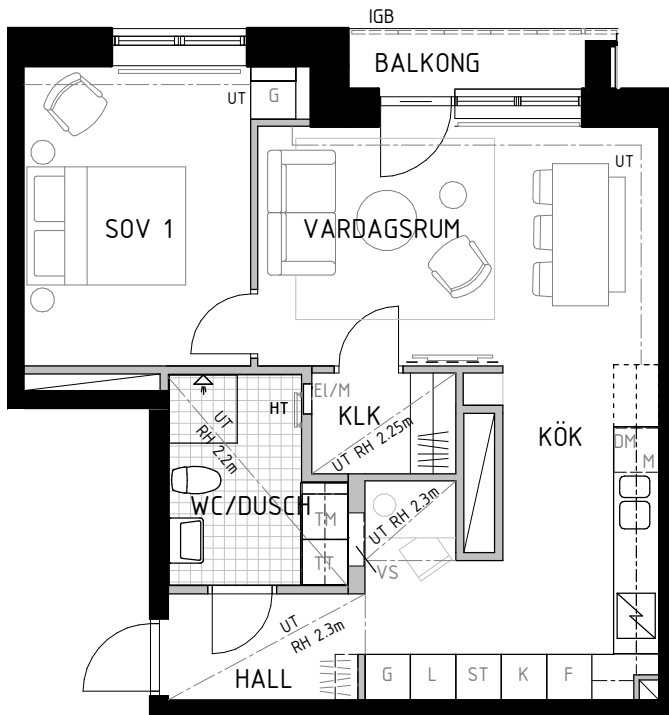 IGB
BALKONG
UT
G
UT
SOV 1
VARDAGSRUM
El/M
HT
KLK
UT
RH 2.2m
UT RH 2.25m
KÖK
DM
M
WC/DUSCH
TM
UT RH 2.3m
TT
VS
UT
RH 2.3m
HALL
G
L
ST
K
F